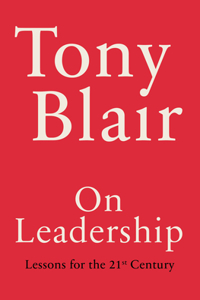 Tony
Blair
On
Leadership
Lessons for the 21st Century